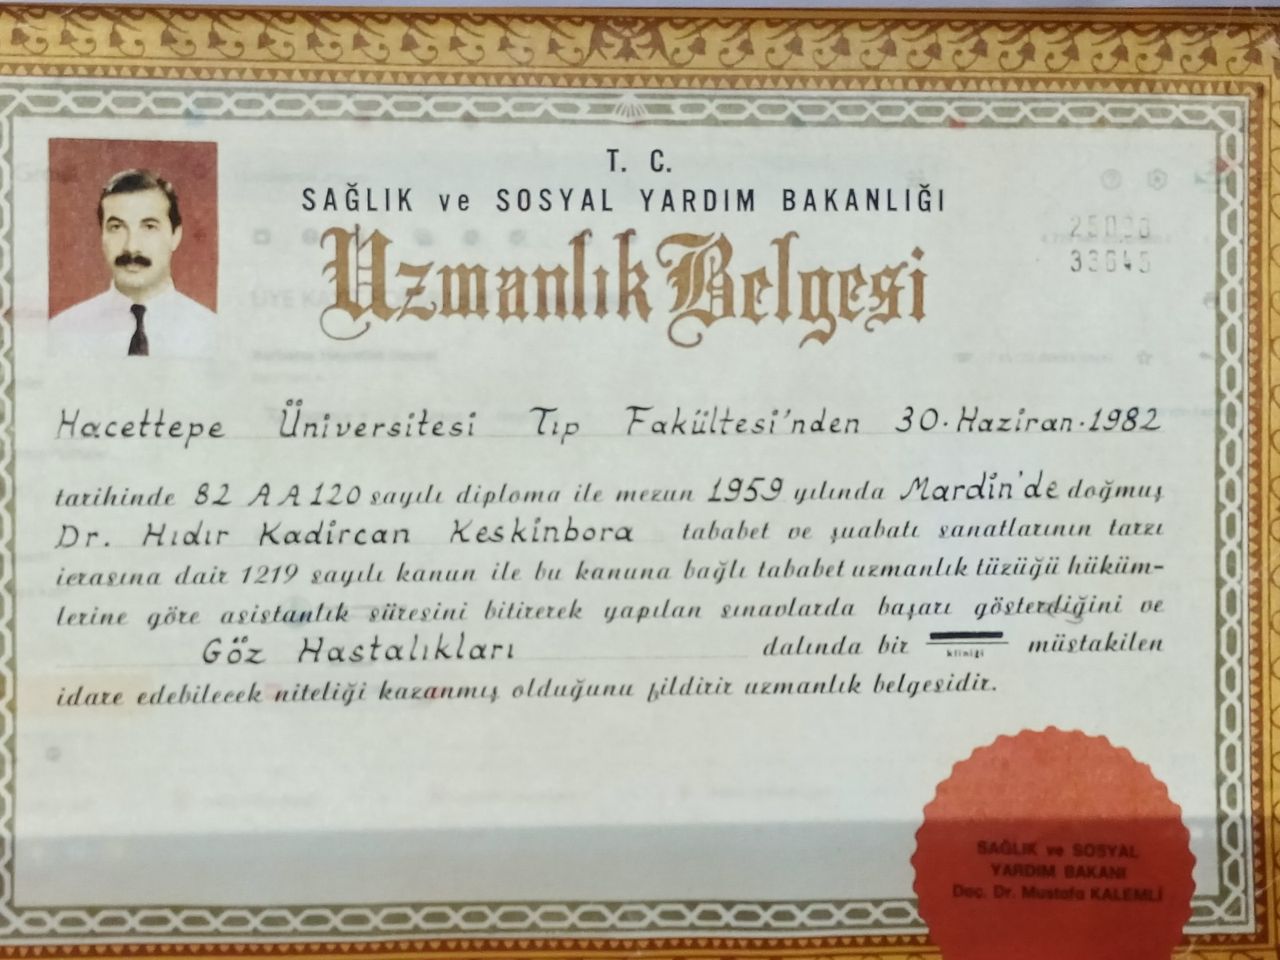 T. C.
SAĞLIK ve SOSYAL YARDIM BAKANLIĞI
Uzmanlık Belgesi
33645
Hacettepe Üniversitesi Tıp Fakültesi'nden 30.Haziran.1982
tarihinde 82 AA120 sayılı diploma ile mezun 1959 yılında Mardin'de doğmuş
Dr. Hıdır Kadircan Keskinbora tababet ve şuabatı sanatlarının tarzı
icrasına dair 1219 sayılı kanun ile bu kanuna bağlı tababet uzmanlık tüzüğü hüküm-
lerine göre asistanlık süresini bitirerek yapılan sınavlarda başarı gösterdiğini ve
Göz Hastalıkları dalında bir kliniği müstakilen
idare edebilecek niteliği kazanmış olduğunu bildirir uzmanlık belgesidir.
SAĞLIK ve SOSYAL
YARDIM BAKANI
Doç. Dr. Mustafa KALEMLİ